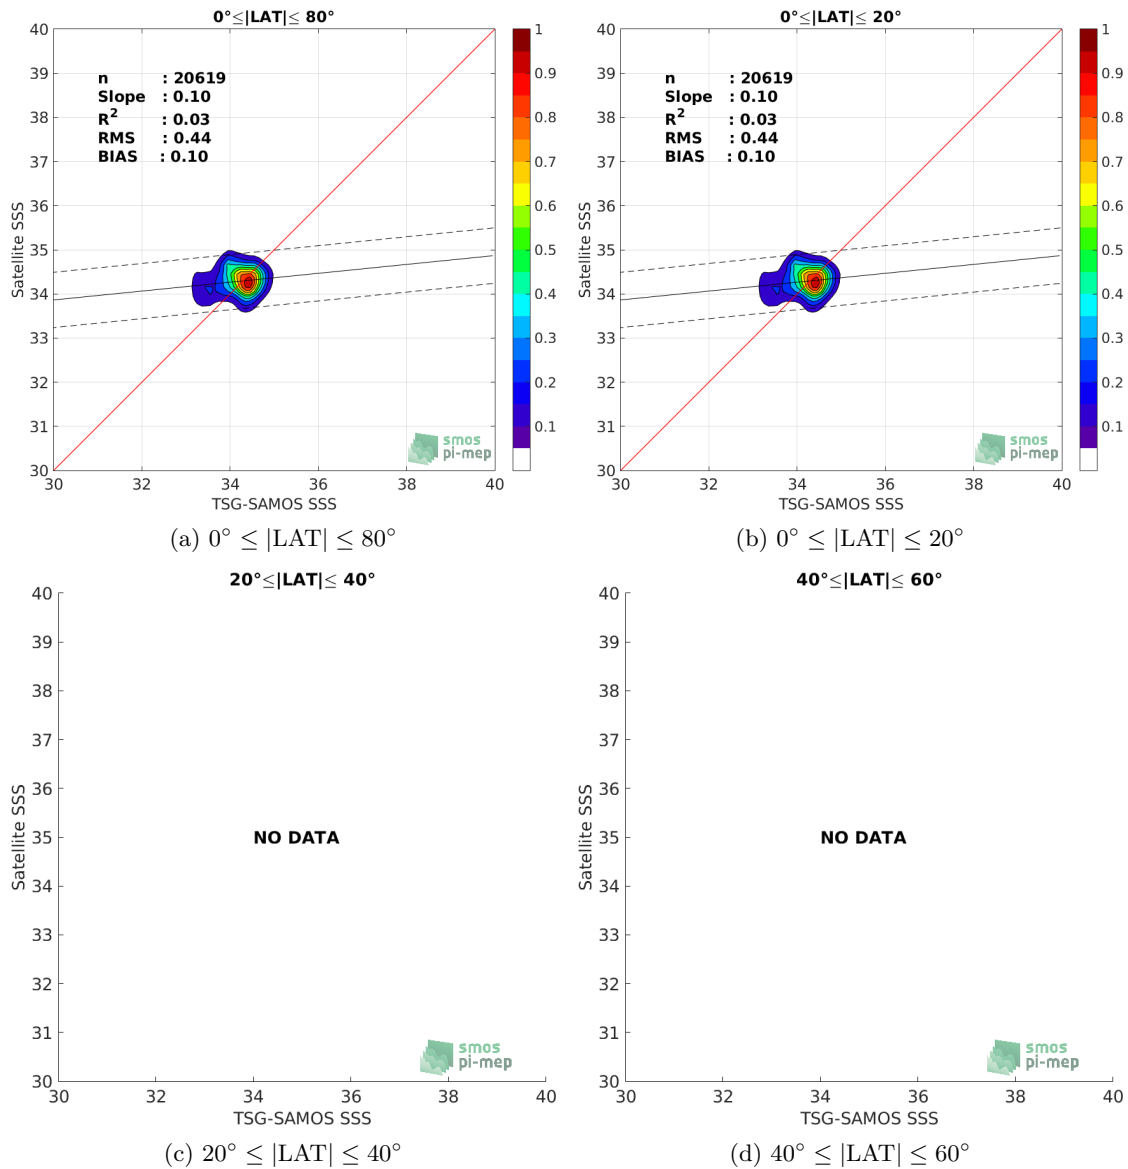 0°≤|LAT|≤ 80°
40
39
38
37
36
35
34
33
32
31
30
30 32 34 36 38 40
Satellite SSS
TSG-SAMOS SSS
n : 20619
Slope : 0.10
R² : 0.03
RMS : 0.44
BIAS : 0.10
1
0.9
0.8
0.7
0.6
0.5
0.4
0.3
0.2
0.1
smos
pi-mep
(a) 0° ≤ |LAT| ≤ 80°
0°≤|LAT|≤ 20°
40
39
38
37
36
35
34
33
32
31
30
30 32 34 36 38 40
Satellite SSS
TSG-SAMOS SSS
n : 20619
Slope : 0.10
R² : 0.03
RMS : 0.44
BIAS : 0.10
1
0.9
0.8
0.7
0.6
0.5
0.4
0.3
0.2
0.1
smos
pi-mep
(b) 0° ≤ |LAT| ≤ 20°
20°≤|LAT|≤ 40°
40
39
38
37
36
35
34
33
32
31
30
30 32 34 36 38 40
Satellite SSS
TSG-SAMOS SSS
NO DATA
smos
pi-mep
(c) 20° ≤ |LAT| ≤ 40°
40°≤|LAT|≤ 60°
40
39
38
37
36
35
34
33
32
31
30
30 32 34 36 38 40
Satellite SSS
TSG-SAMOS SSS
NO DATA
smos
pi-mep
(d) 40° ≤ |LAT| ≤ 60°